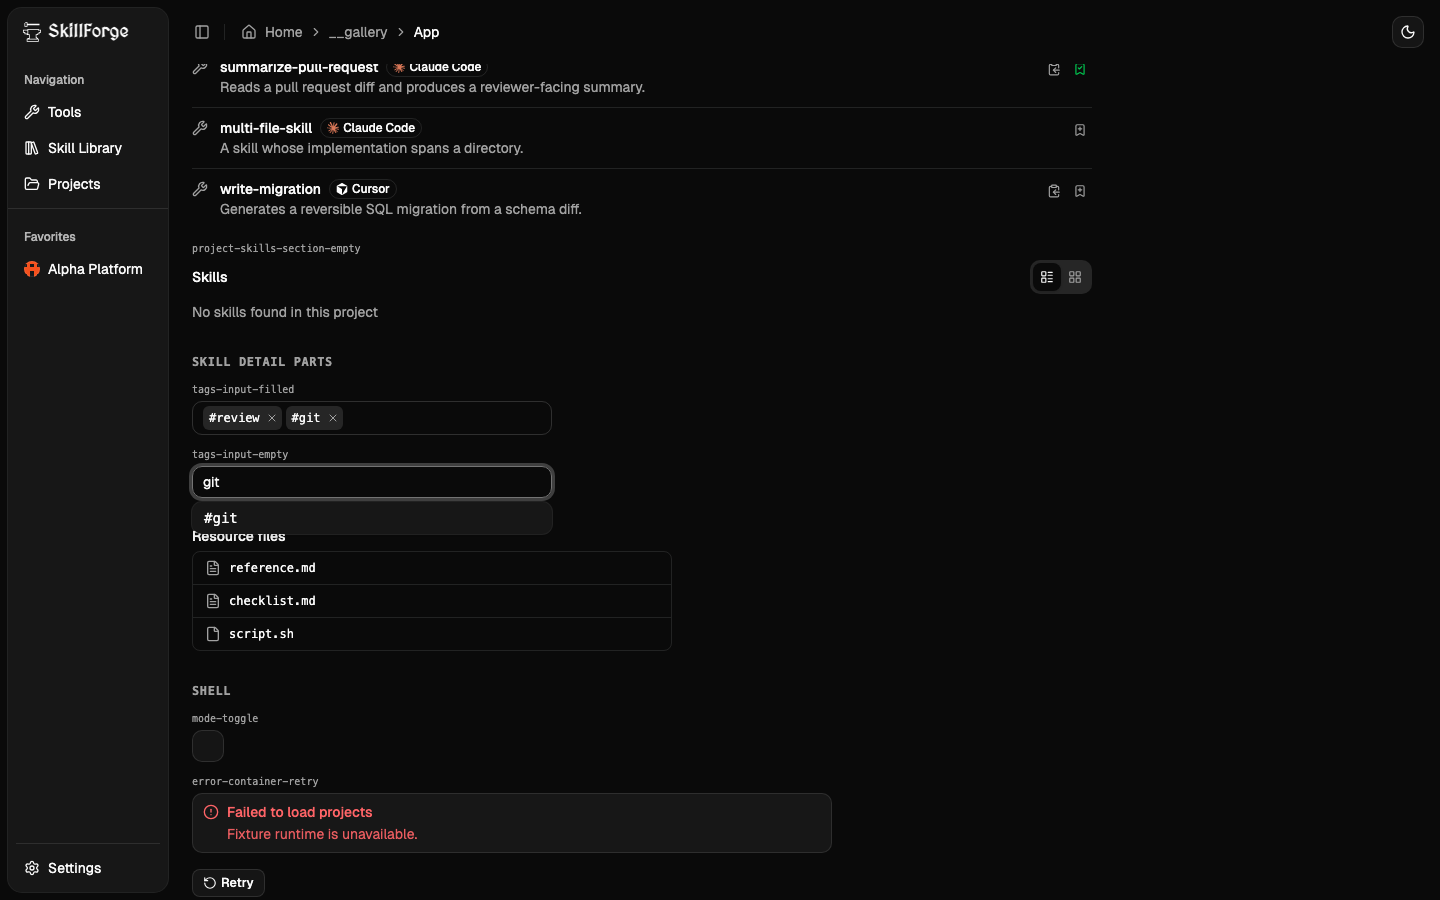 SkillForge
Home > __gallery > App
Navigation
Tools
Skill Library
Projects
Favorites
Alpha Platform
Settings
summarize-pull-request Claude Code
Reads a pull request diff and produces a reviewer-facing summary.
multi-file-skill Claude Code
A skill whose implementation spans a directory.
write-migration Cursor
Generates a reversible SQL migration from a schema diff.
project-skills-section-empty
Skills
No skills found in this project
SKILL DETAIL PARTS
tags-input-filled
#review #git
tags-input-empty
git
#git
Resource files
reference.md
checklist.md
script.sh
SHELL
mode-toggle
error-container-retry
Failed to load projects
Fixture runtime is unavailable.
Retry